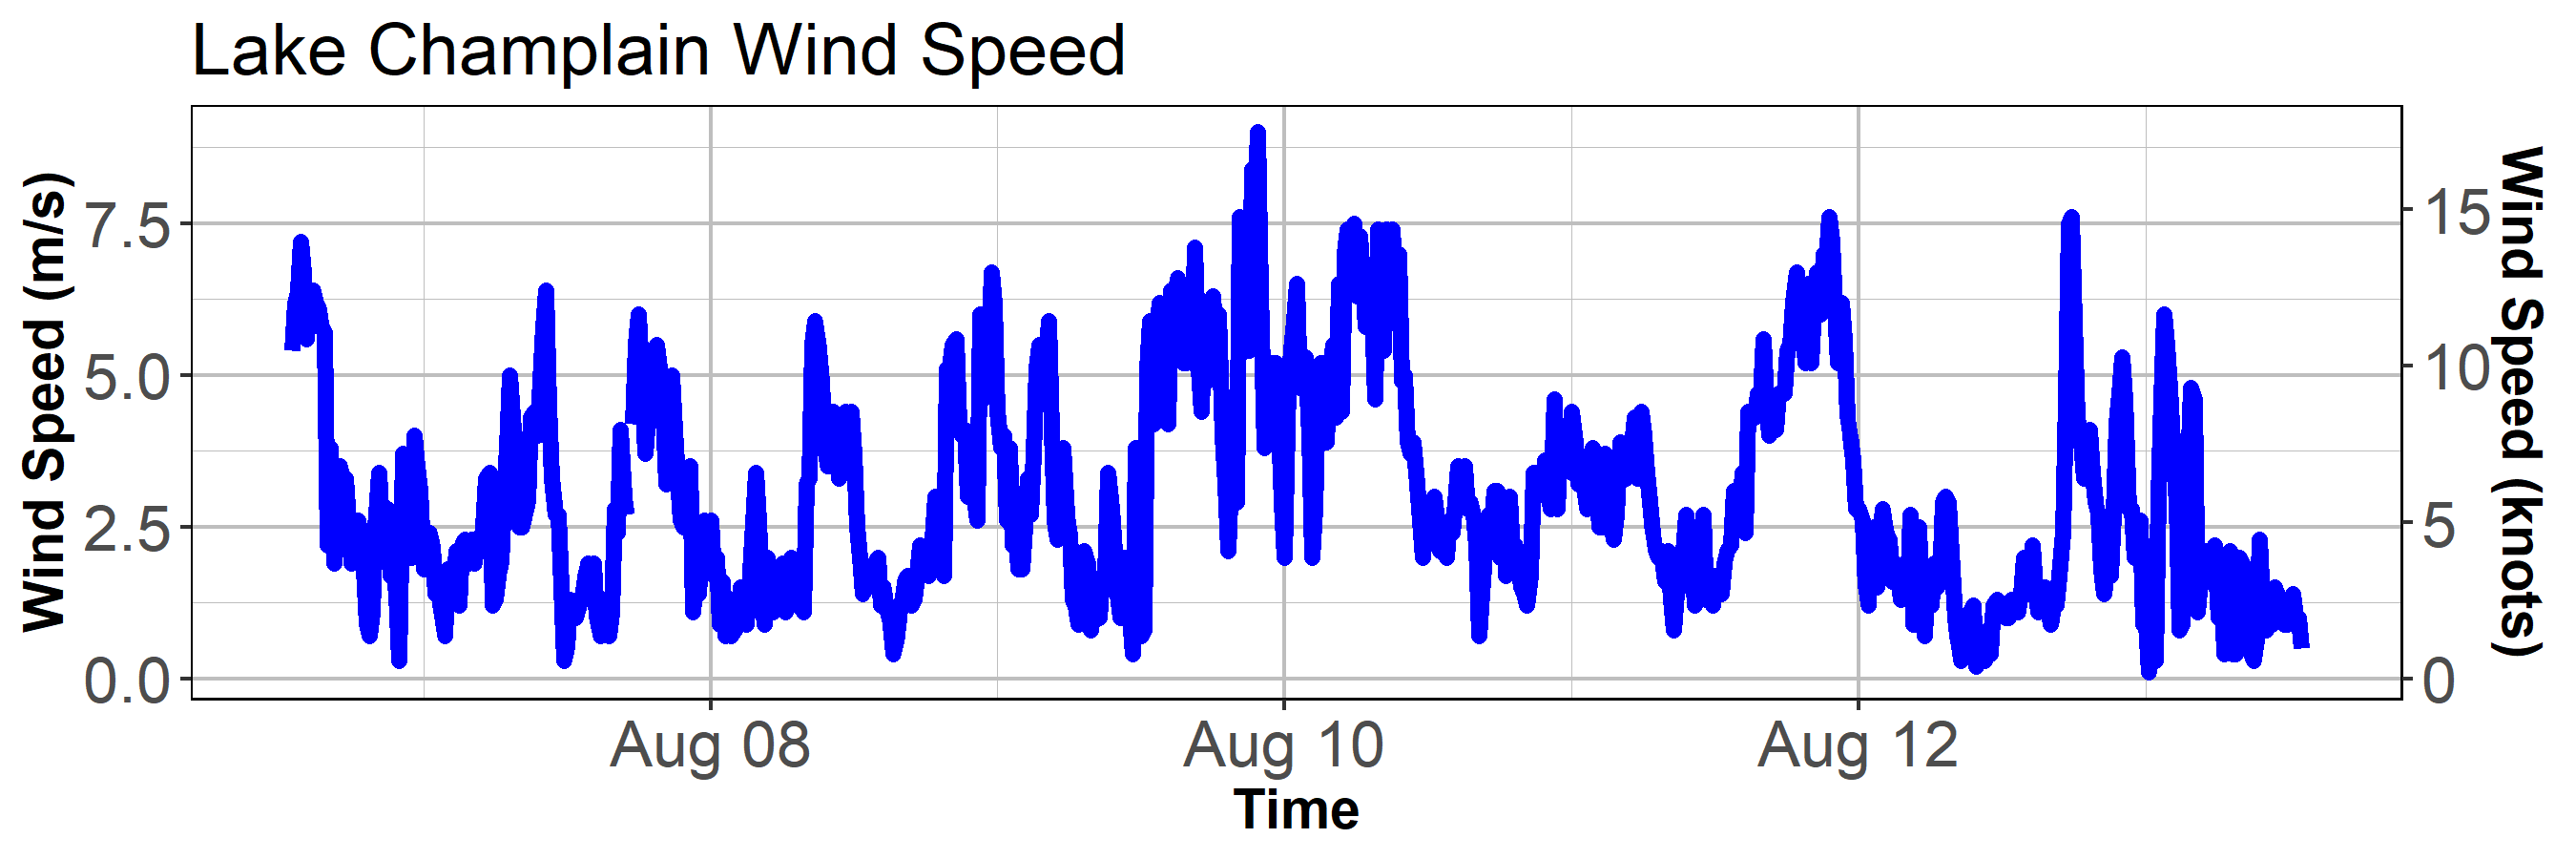 Lake Champlain Wind Speed
Wind Speed (m/s)
7.5
5.0
2.5
0.0
15
10
5
0
Wind Speed (knots)
Aug 08
Aug 10
Aug 12
Time